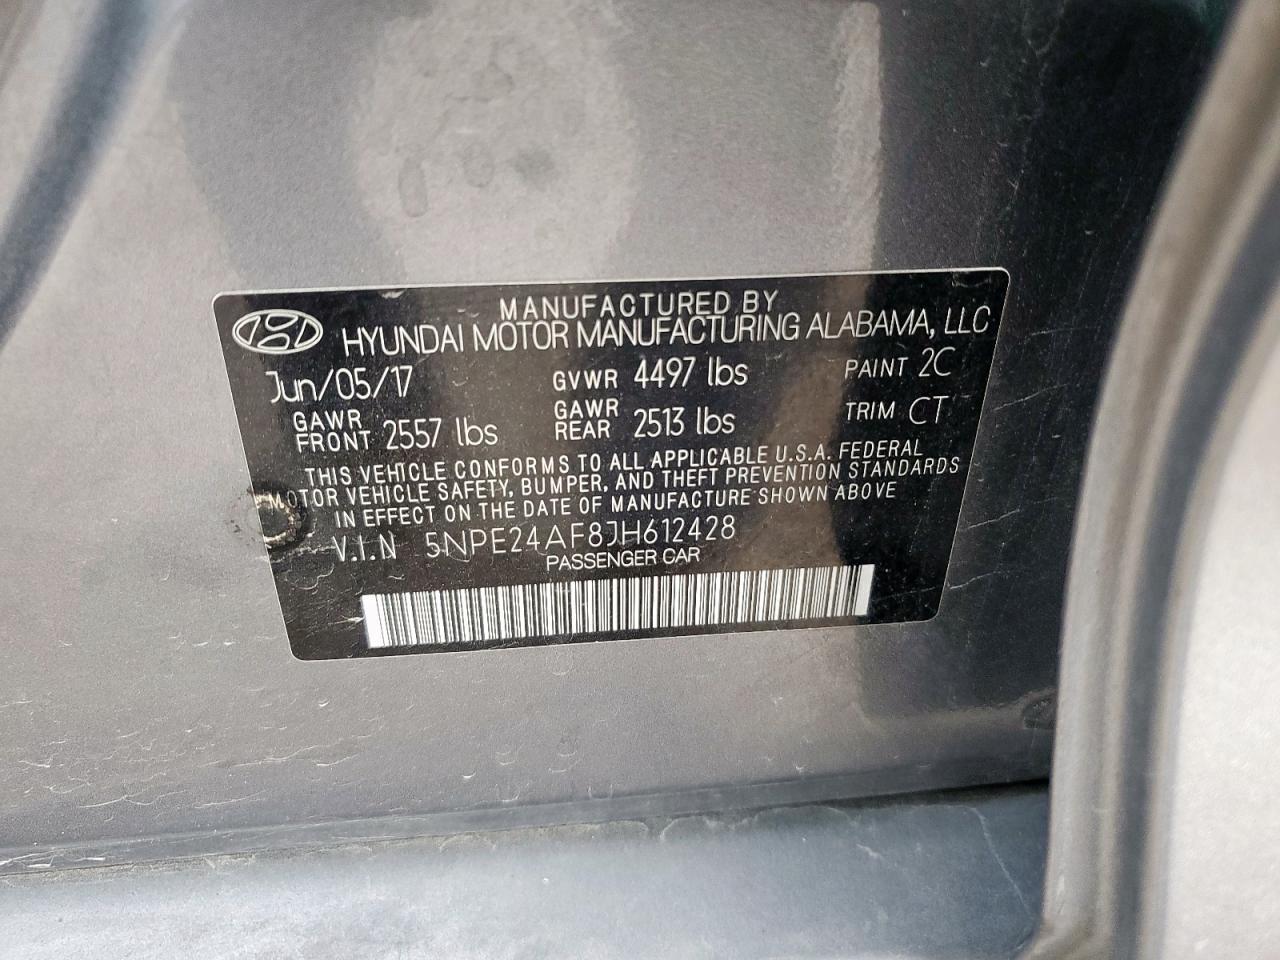 MANUFACTURED BY
HYUNDAI MOTOR MANUFACTURING ALABAMA, LLC
Jun/05/17 GVWR 4497 lbs PAINT 2C
GAWR FRONT 2557 lbs GAWR REAR 2513 lbs TRIM CT
THIS VEHICLE CONFORMS TO ALL APPLICABLE U.S.A. FEDERAL
MOTOR VEHICLE SAFETY, BUMPER, AND THEFT PREVENTION STANDARDS
IN EFFECT ON THE DATE OF MANUFACTURE SHOWN ABOVE
V.I.N 5NPE24AF8JH612428
PASSENGER CAR